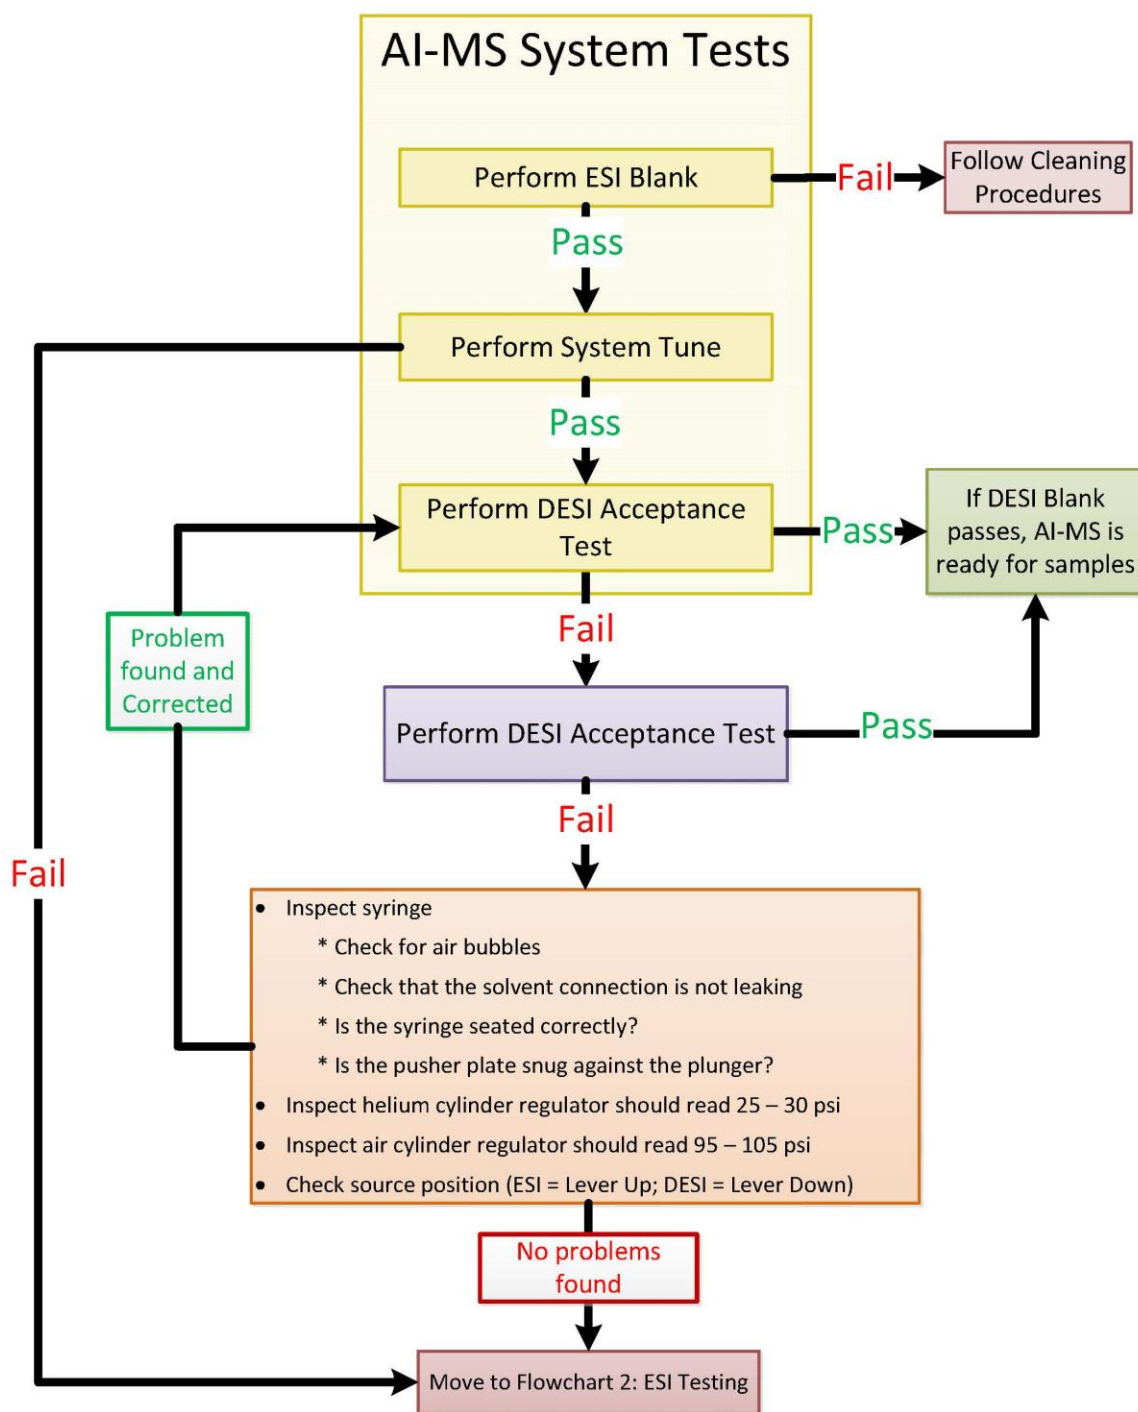 AI-MS System Tests
Perform ESI Blank
Fail
Follow Cleaning
Procedures
Pass
Perform System Tune
Pass
Perform DESI Acceptance
Test
Pass
If DESI Blank
passes, AI-MS is
ready for samples
Fail
Problem
found and
Corrected
Perform DESI Acceptance Test
Pass
Fail
Fail
• Inspect syringe
* Check for air bubbles
* Check that the solvent connection is not leaking
* Is the syringe seated correctly?
* Is the pusher plate snug against the plunger?
• Inspect helium cylinder regulator should read 25 – 30 psi
• Inspect air cylinder regulator should read 95 – 105 psi
• Check source position (ESI = Lever Up; DESI = Lever Down)
No problems
found
Move to Flowchart 2: ESI Testing